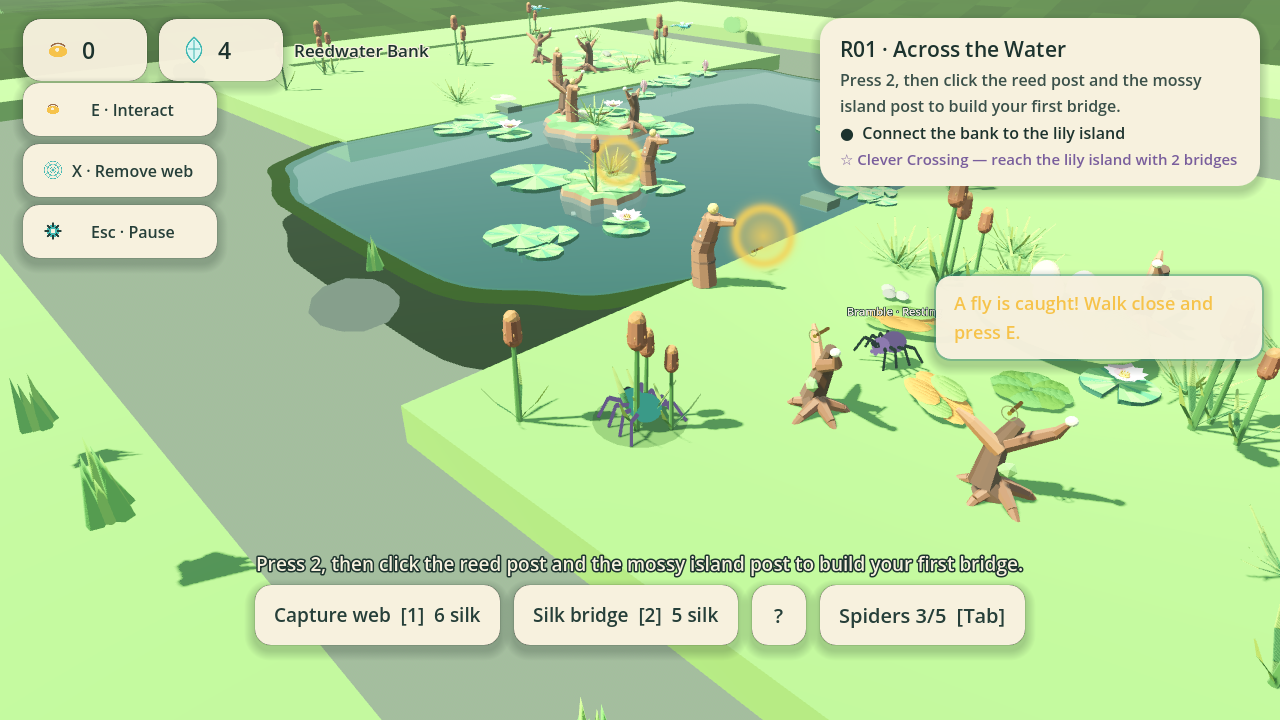 0
4
Reedwater Bank
E · Interact
X · Remove web
Esc · Pause
R01 · Across the Water
Press 2, then click the reed post and the mossy
island post to build your first bridge.
● Connect the bank to the lily island
☆ Clever Crossing — reach the lily island with 2 bridges
A fly is caught! Walk close and
press E.
Bramble · Restin
Press 2, then click the reed post and the mossy island post to build your first bridge.
Capture web [1] 6 silk
Silk bridge [2] 5 silk
?
Spiders 3/5 [Tab]